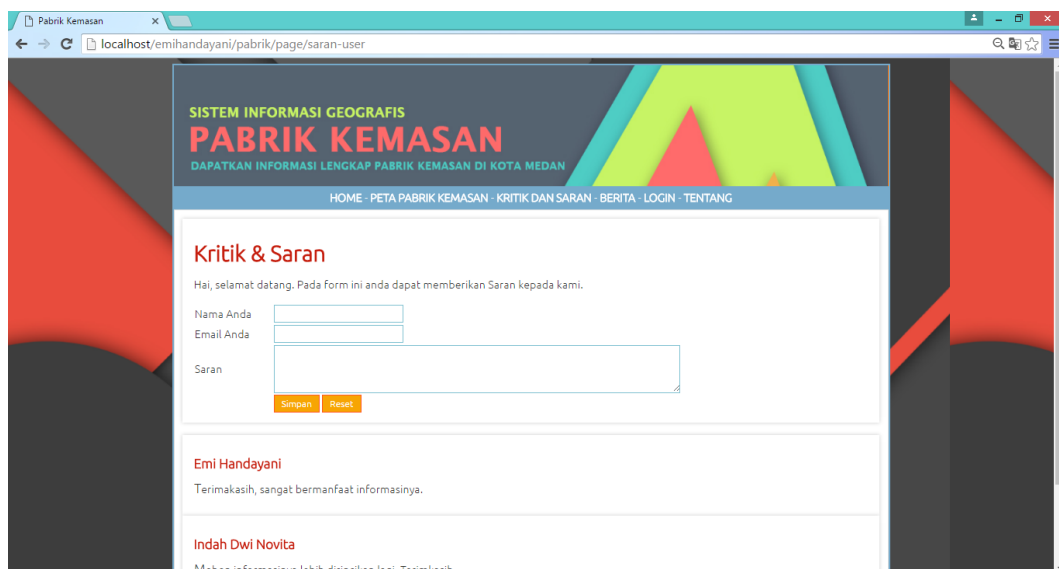 Pabrik Kemasan
localhost/emihandayani/pabrik/page/saran-user
SISTEM INFORMASI GEOGRAFIS
PABRIK KEMASAN
DAPATKAN INFORMASI LENGKAP PABRIK KEMASAN DI KOTA MEDAN
HOME - PETA PABRIK KEMASAN - KRITIK DAN SARAN - BERITA - LOGIN - TENTANG
Kritik & Saran
Hai, selamat datang. Pada form ini anda dapat memberikan Saran kepada kami.
Nama Anda
Email Anda
Saran
Simpan Reset
Emi Handayani
Terimakasih, sangat bermanfaat informasinya.
Indah Dwi Novita